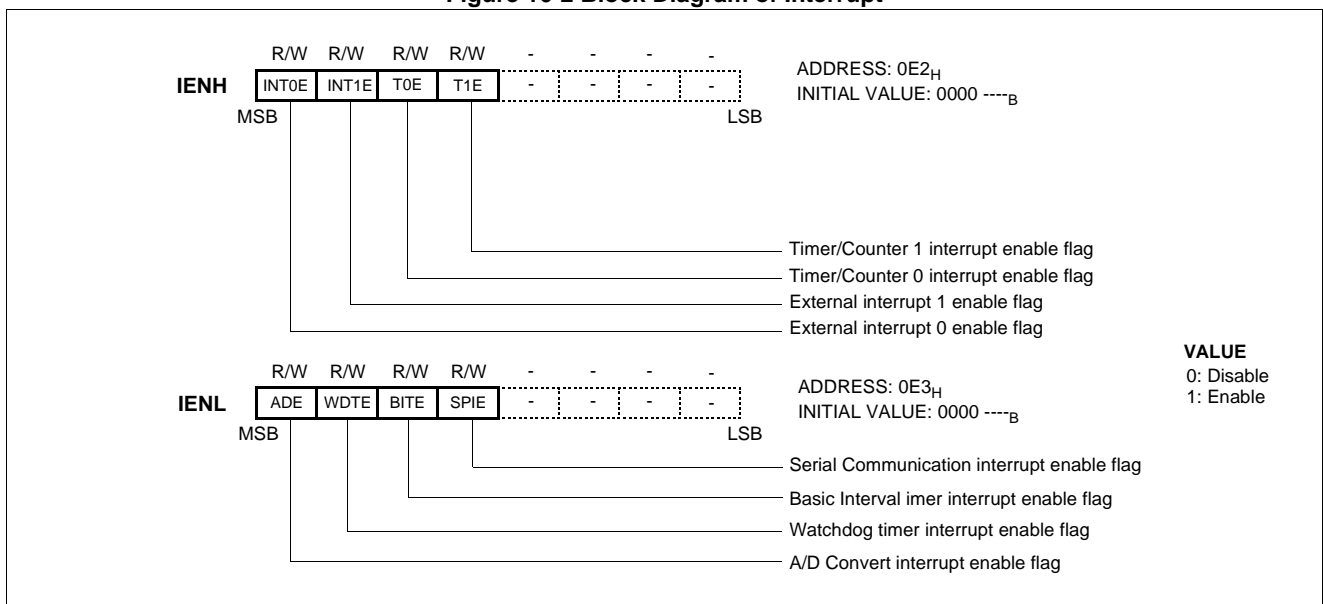 Figure 16-2 Block Diagram of Interrupt
R/W R/W R/W R/W - - - -
IENH INT0E INT1E T0E T1E - - - -
MSB LSB
ADDRESS: 0E2H
INITIAL VALUE: 0000 ----B
Timer/Counter 1 interrupt enable flag
Timer/Counter 0 interrupt enable flag
External interrupt 1 enable flag
External interrupt 0 enable flag
VALUE
0: Disable
1: Enable
R/W R/W R/W R/W - - - -
IENL ADE WDTE BITE SPIE - - - -
MSB LSB
ADDRESS: 0E3H
INITIAL VALUE: 0000 ----B
Serial Communication interrupt enable flag
Basic Interval imer interrupt enable flag
Watchdog timer interrupt enable flag
A/D Convert interrupt enable flag